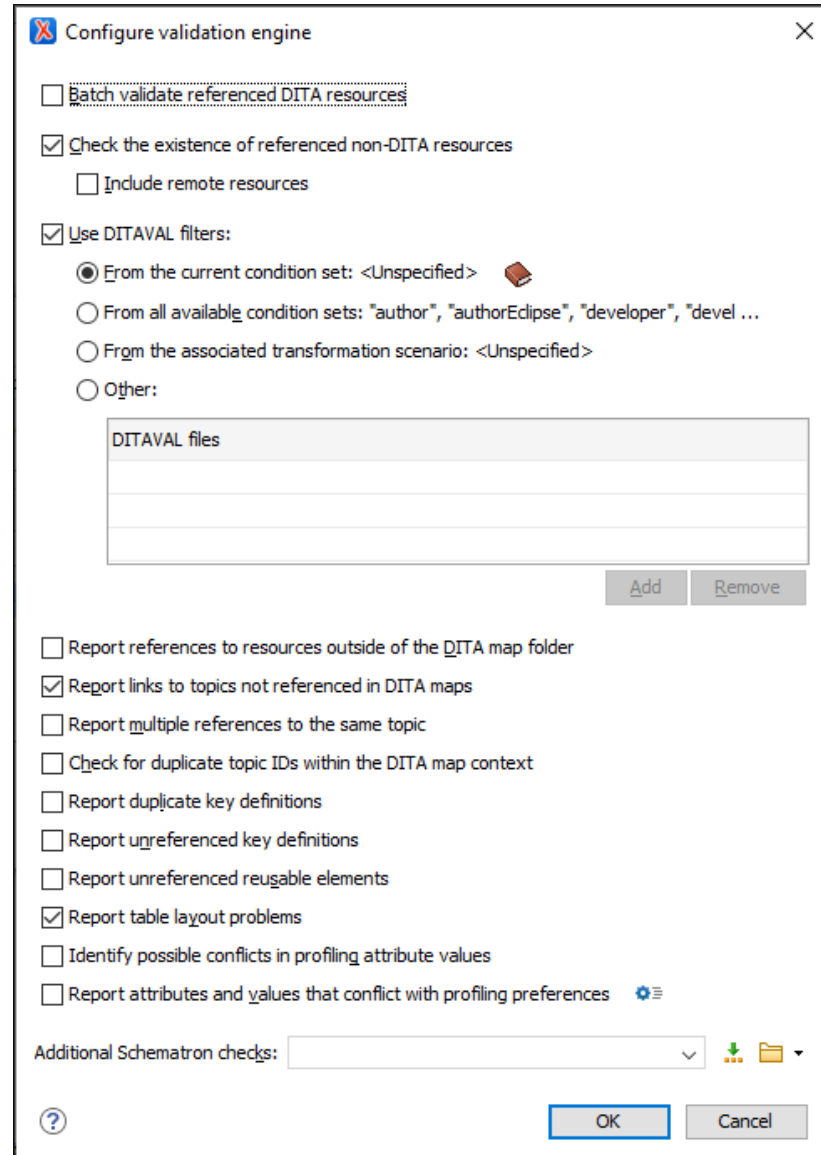 Configure validation engine
Batch validate referenced DITA resources
Check the existence of referenced non-DITA resources
Include remote resources
Use DITAVAL filters:
From the current condition set: <Unspecified>
From all available condition sets: "author", "authorEclipse", "developer", "devel ...
From the associated transformation scenario: <Unspecified>
Other:
DITAVAL files
Add Remove
Report references to resources outside of the DITA map folder
Report links to topics not referenced in DITA maps
Report multiple references to the same topic
Check for duplicate topic IDs within the DITA map context
Report duplicate key definitions
Report unreferenced key definitions
Report unreferenced reusable elements
Report table layout problems
Identify possible conflicts in profiling attribute values
Report attributes and values that conflict with profiling preferences
Additional Schematron checks:
OK Cancel